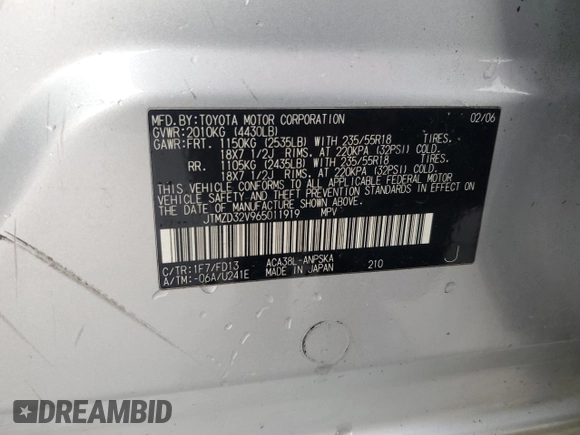 MFD. BY: TOYOTA MOTOR CORPORATION 02/06
GVWR: 2010KG (4430LB)
GAWR: FRT. 1150KG (2535LB) WITH 235/55R18 TIRES.
18X7 1/2J RIMS. AT 220KPA (32PSI) COLD.
RR. 1105KG (2435LB) WITH 235/55R18 TIRES.
18X7 1/2J RIMS. AT 220KPA (32PSI) COLD.
THIS VEHICLE CONFORMS TO ALL APPLICABLE FEDERAL MOTOR
VEHICLE SAFETY AND THEFT PREVENTION STANDARDS IN EFFECT
ON THE DATE OF MANUFACTURE SHOWN ABOVE.
JTMZD32V965011919 MPV
C/TR: 1F7/FD13 ACA38L-ANPSKA J
A/TM: -06A/U241E MADE IN JAPAN 210
DREAMBID